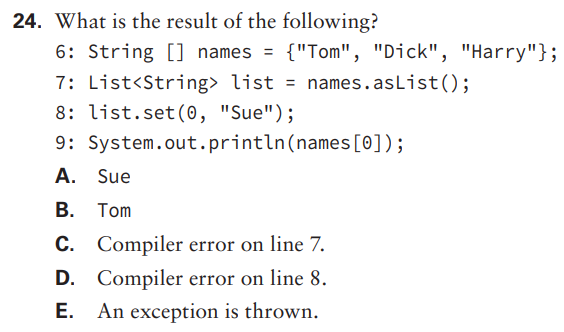 24. What is the result of the following?
6: String [] names = {"Tom", "Dick", "Harry"};
7: List<String> list = names.asList();
8: list.set(0, "Sue");
9: System.out.println(names[0]);
A. Sue
B. Tom
C. Compiler error on line 7.
D. Compiler error on line 8.
E. An exception is thrown.